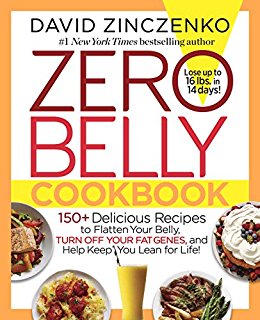 DAVID ZINCZENKO
#1 New York Times bestselling author
ZERO
Lose up to
16 lbs. in
14 days!
BELLY
COOKBOOK
150+ Delicious Recipes
to Flatten Your Belly,
TURN OFF YOUR FAT GENES, and
Help Keep You Lean for Life!